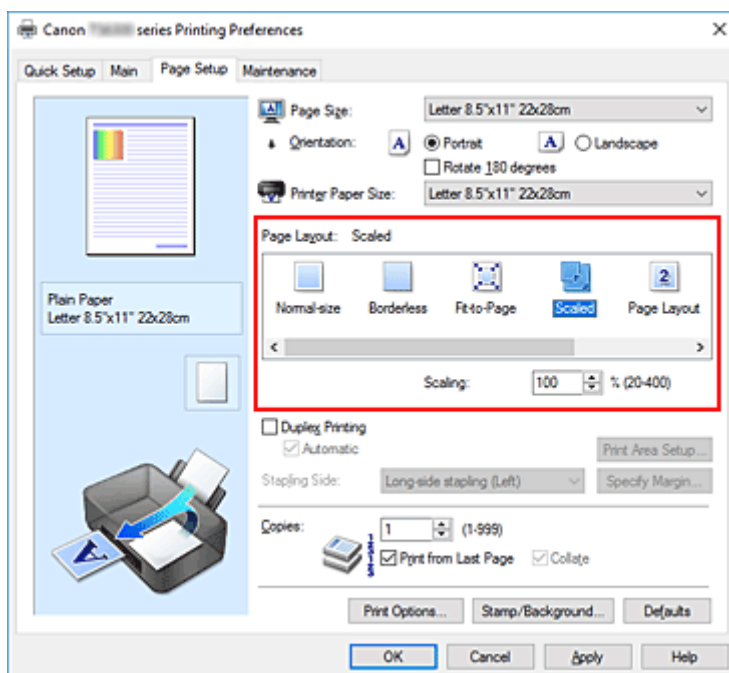 Canon series Printing Preferences
Quick Setup Main Page Setup Maintenance
Page Size: Letter 8.5"x11" 22x28cm
Orientation: A Portrait A Landscape
Rotate 180 degrees
Printer Paper Size: Letter 8.5"x11" 22x28cm
Page Layout: Scaled
Normal-size Borderless Fit-to-Page Scaled Page Layout
Plain Paper
Letter 8.5"x11" 22x28cm
Scaling: 100 % (20-400)
Duplex Printing
Automatic Print Area Setup...
Stapling Side: Long-side stapling (Left) Specify Margin...
Copies: 1 (1-999)
Print from Last Page Collate
Print Options... Stamp/Background... Defaults
OK Cancel Apply Help